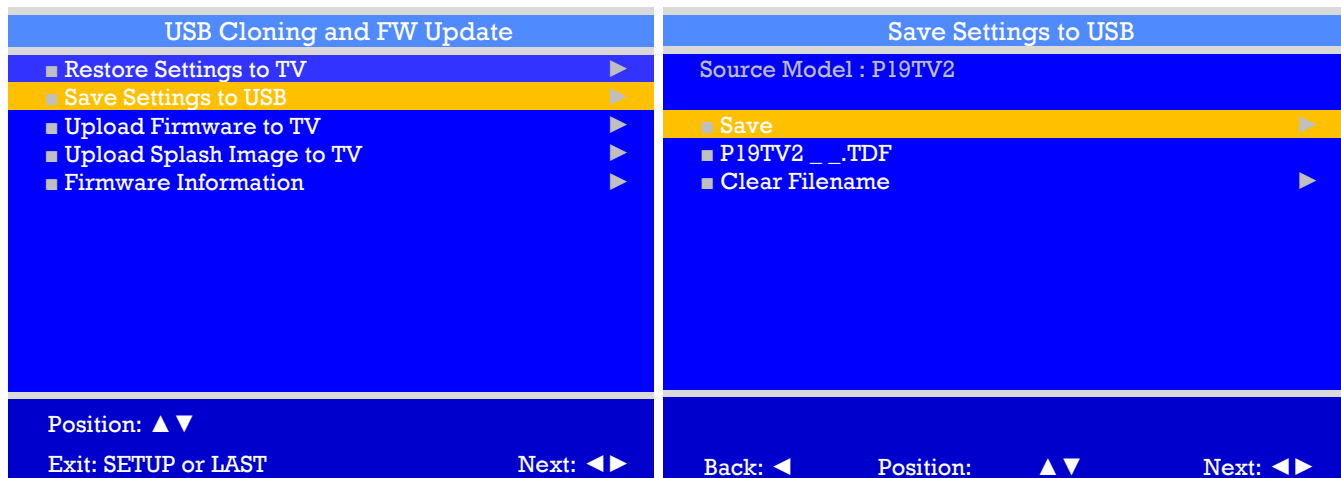 USB Cloning and FW Update
■ Restore Settings to TV ►
■ Save Settings to USB ►
■ Upload Firmware to TV ►
■ Upload Splash Image to TV ►
■ Firmware Information ►
Position: ▲▼
Exit: SETUP or LAST Next: ◄►
Save Settings to USB
Source Model : P19TV2
■ Save ►
■ P19TV2 _ _.TDF
■ Clear Filename ►
Back: ◄ Position: ▲▼ Next: ◄►